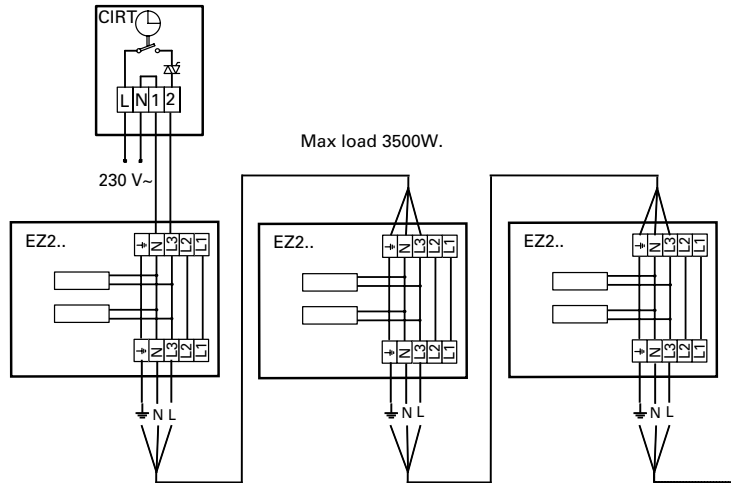 CIRT
L N 1 2
230 V~
Max load 3500W.
EZ2..
N L3 L2 L1
N L3 L2 L1
N L
EZ2..
N L3 L2 L1
N L3 L2 L1
N L
EZ2..
N L3 L2 L1
N L3 L2 L1
N L